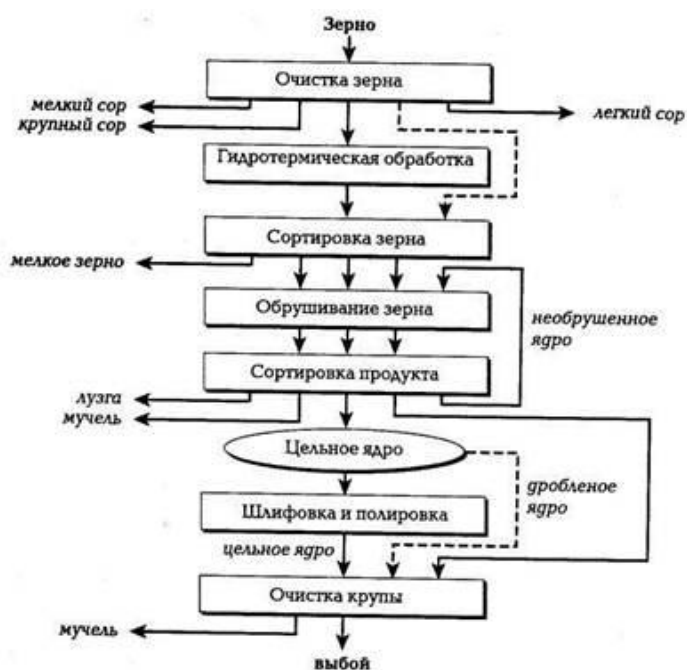 Зерно
Очистка зерна
мелкий сор
крупный сор
легкий сор
Гидротермическая обработка
Сортировка зерна
мелкое зерно
Обрушивание зерна
необрушенное
ядро
Сортировка продукта
лузга
мучель
Цельное ядро
дробленое
ядро
Шлифовка и полировка
цельное ядро
Очистка крупы
мучель
выбой